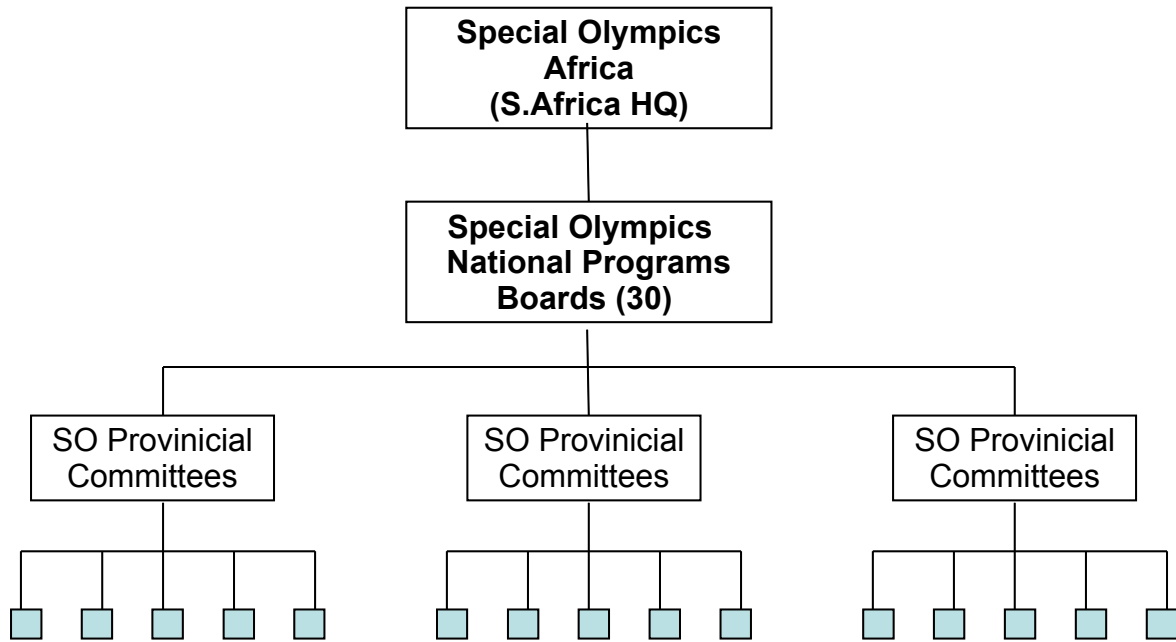 Special Olympics
Africa
(S.Africa HQ)
Special Olympics
National Programs
Boards (30)
SO Provinicial
Committees
SO Provinicial
Committees
SO Provinicial
Committees